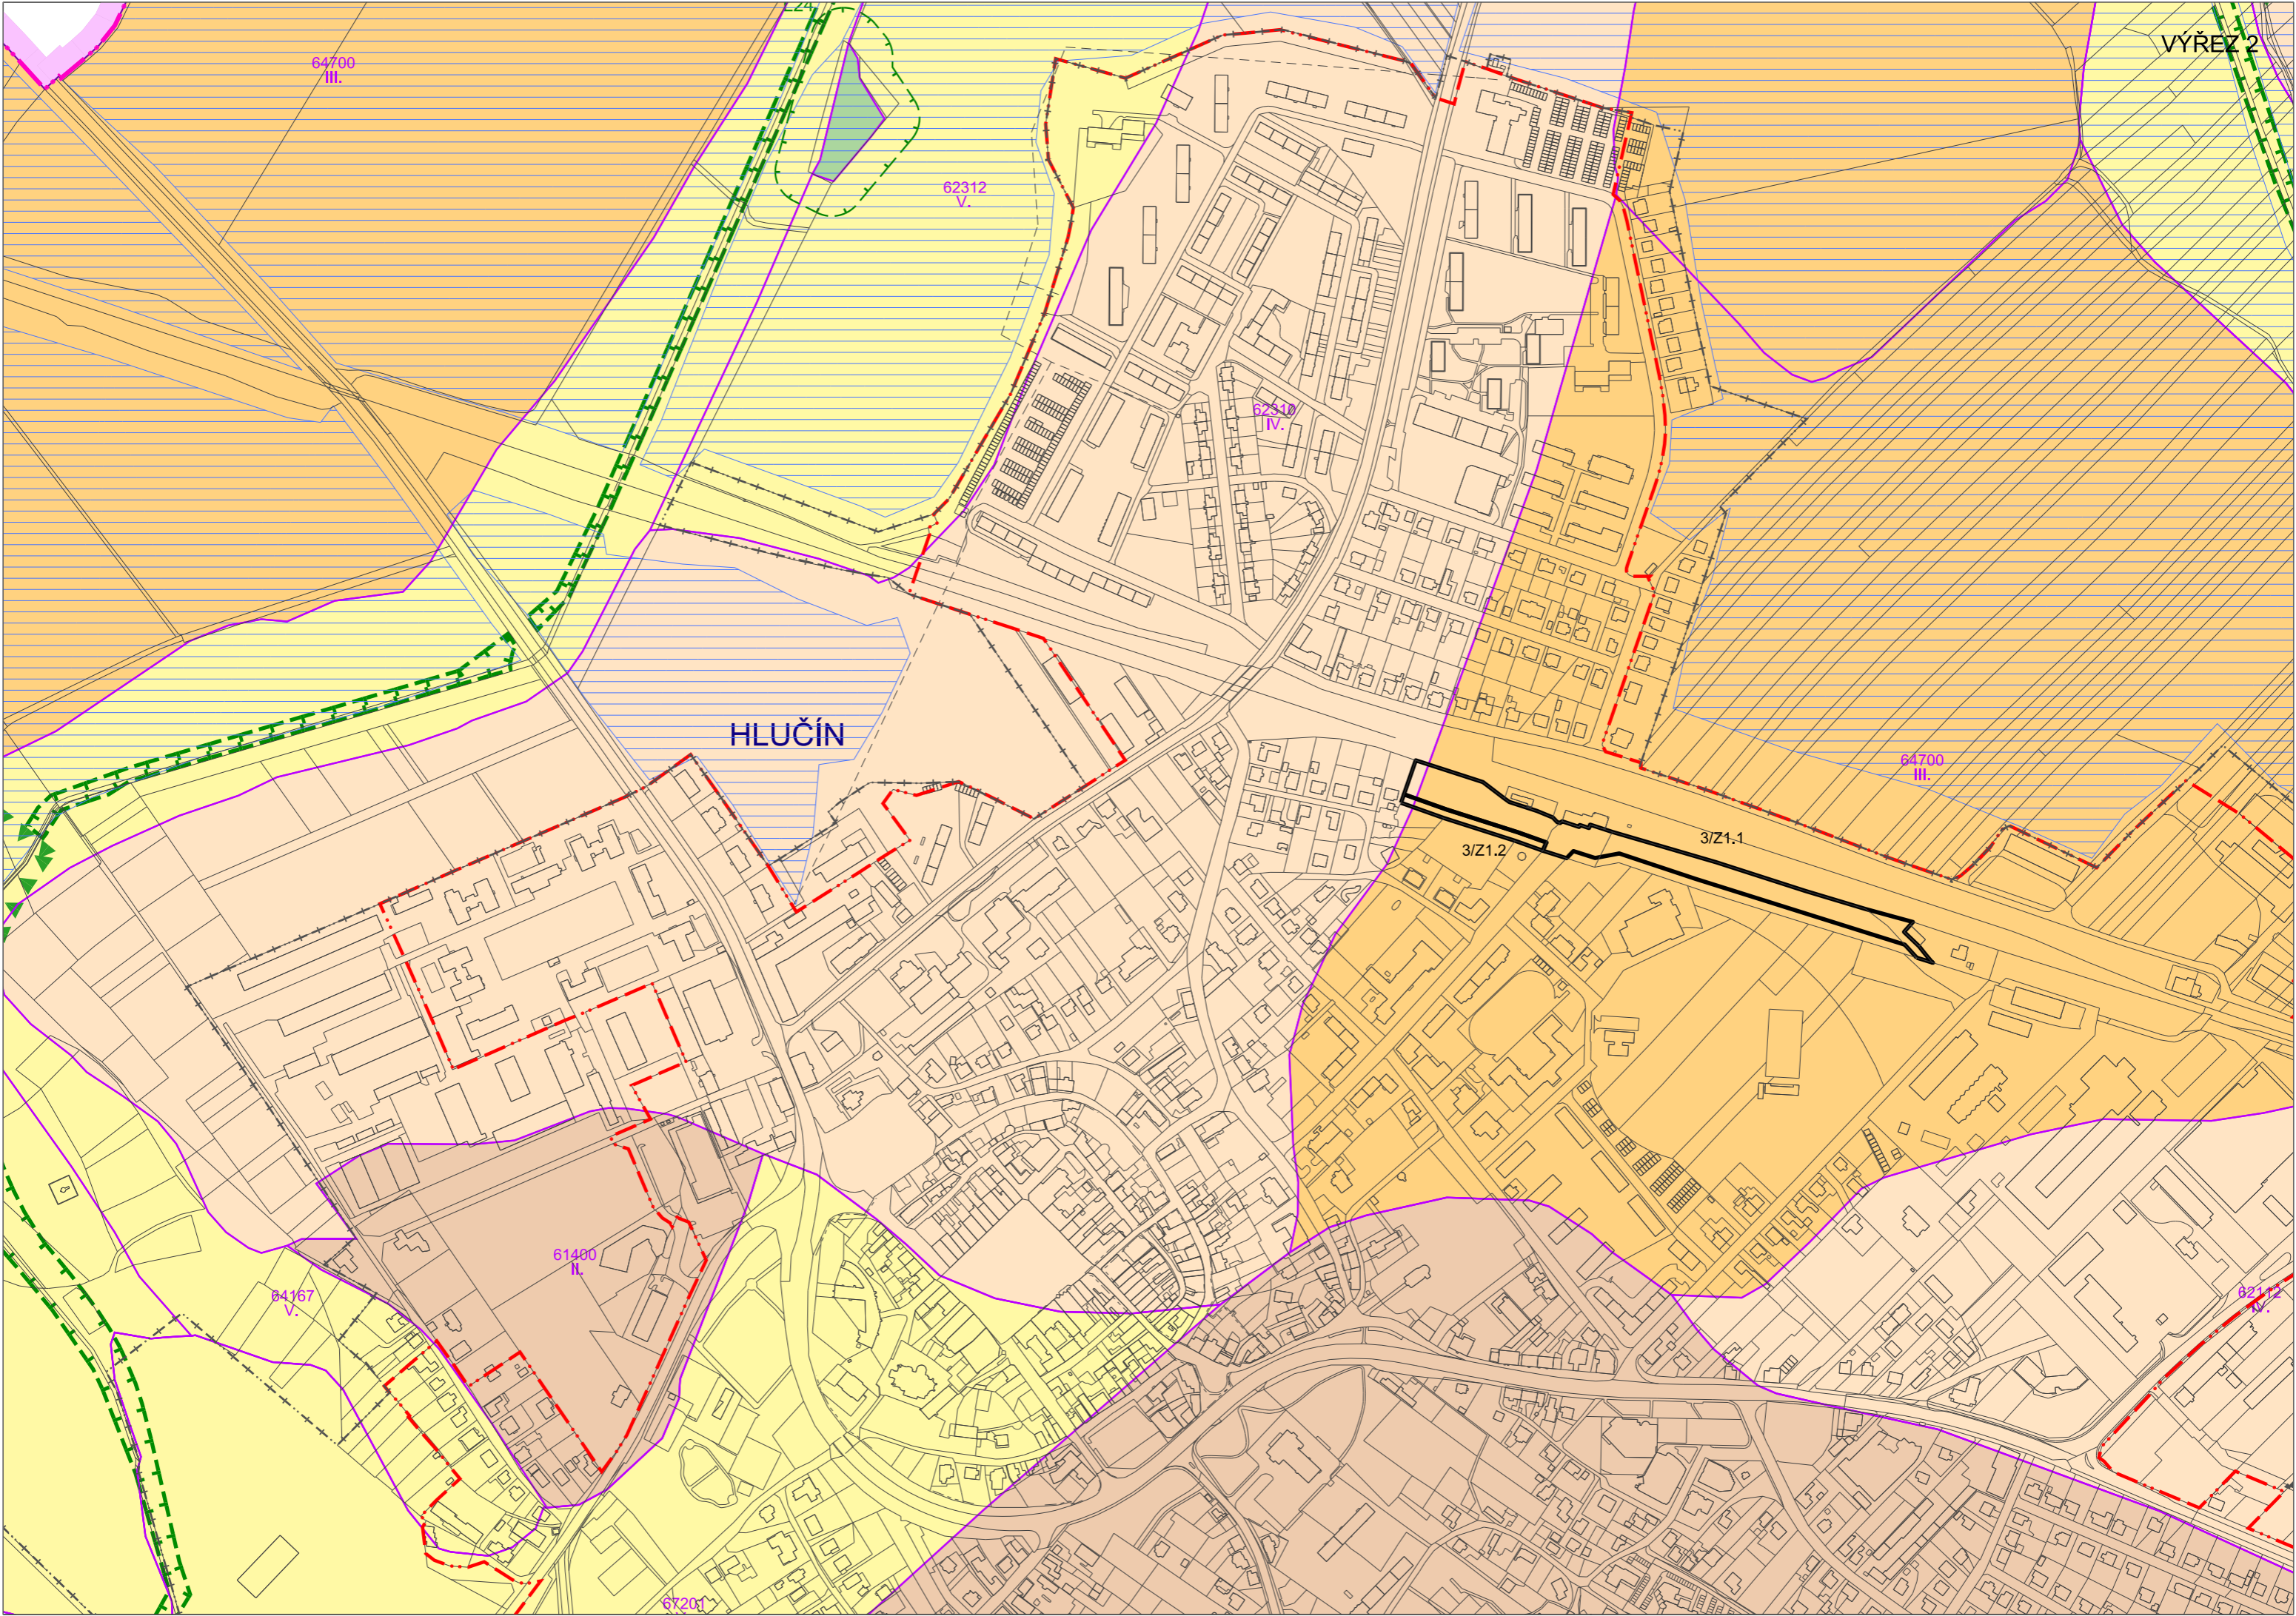 VÝŘEZ 2
64700
III.
62312
V.
62310
IV.
HLUČÍN
64700
III.
3/Z1.1
3/Z1.2
61400
II.
64167
V.
62112
IV.
67201